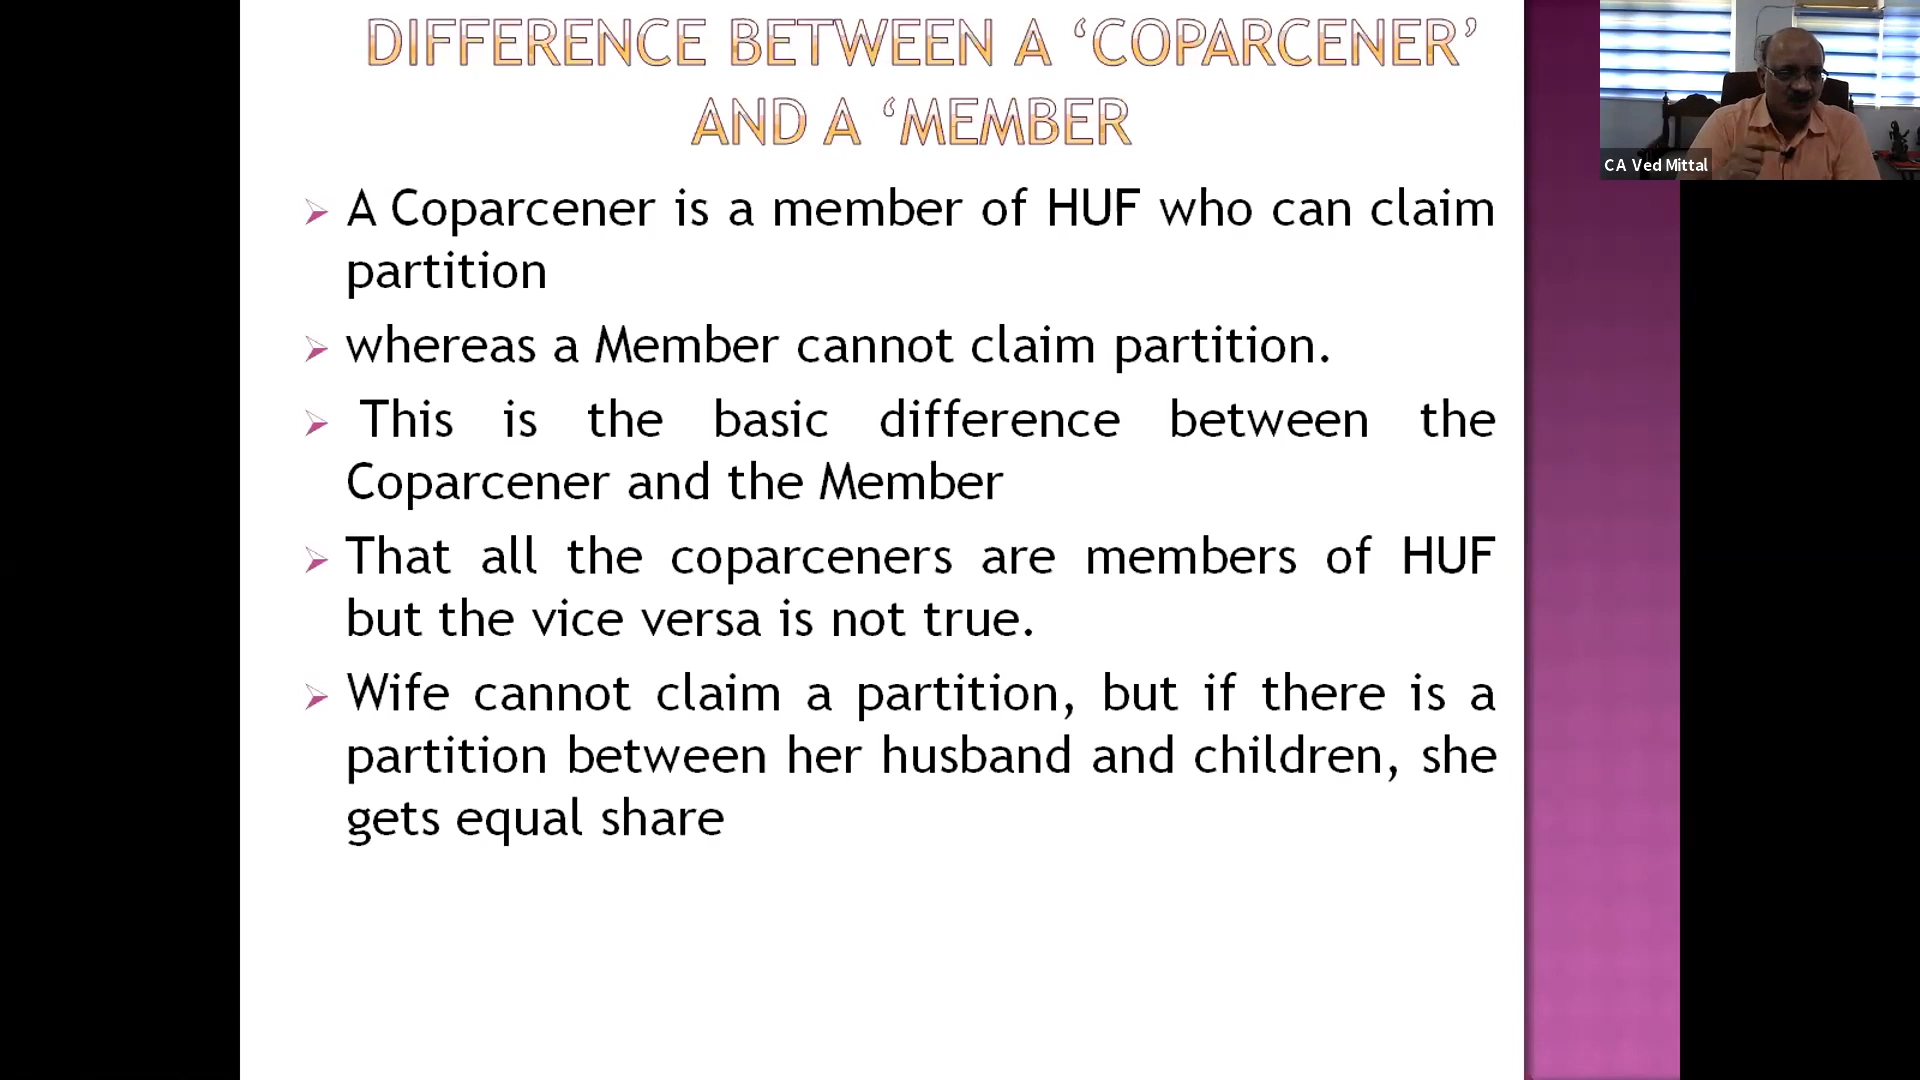 DIFFERENCE BETWEEN A ‘COPARCENER’
AND A ‘MEMBER
A Coparcener is a member of HUF who can claim
partition
whereas a Member cannot claim partition.
This is the basic difference between the
Coparcener and the Member
That all the coparceners are members of HUF
but the vice versa is not true.
Wife cannot claim a partition, but if there is a
partition between her husband and children, she
gets equal share
CA Ved Mittal